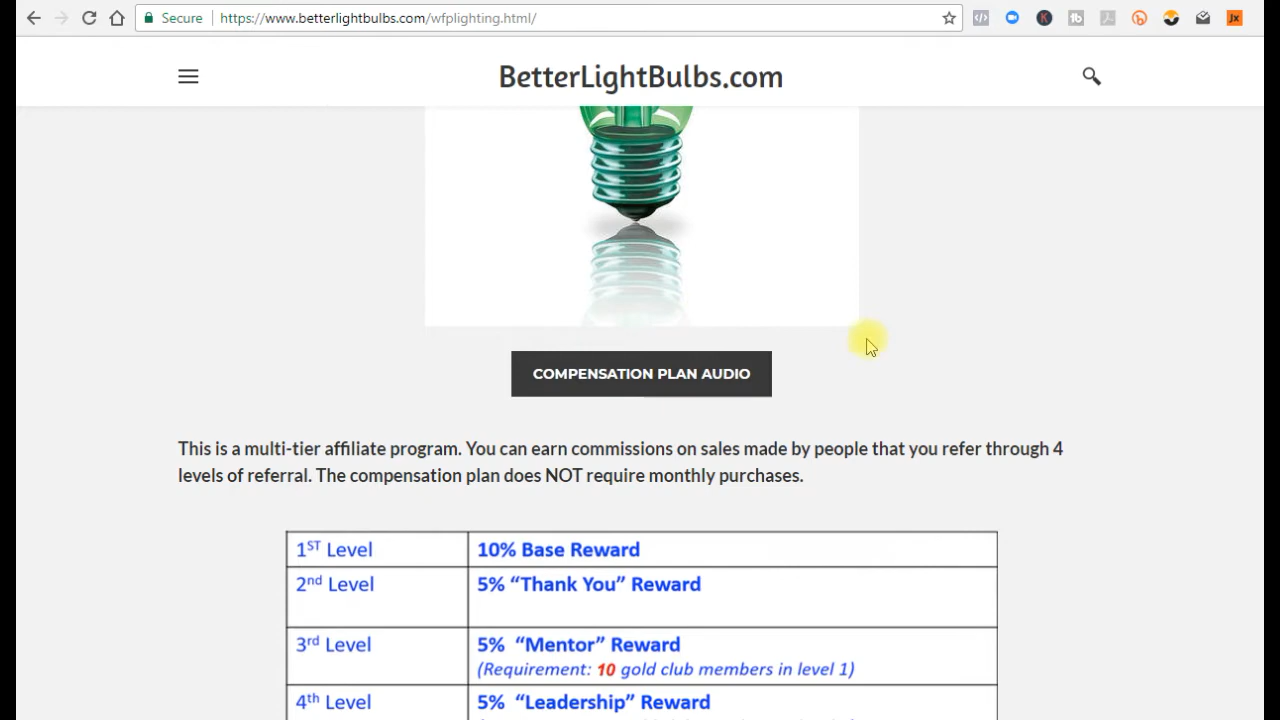 Secure
https://www.betterlightbulbs.com/wfplighting.html/
BetterLightBulbs.com
COMPENSATION PLAN AUDIO
This is a multi-tier affiliate program. You can earn commissions on sales made by people that you refer through 4
levels of referral. The compensation plan does NOT require monthly purchases.
1ST Level
10% Base Reward
2nd Level
5% “Thank You” Reward
3rd Level
5% “Mentor” Reward
(Requirement: 10 gold club members in level 1)
4th Level
5% “Leadership” Reward